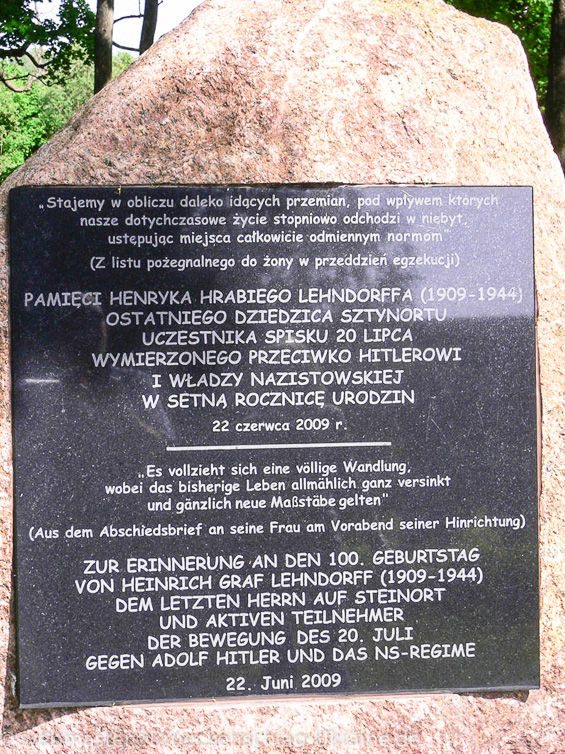 „Stajemy w obliczu daleko idących przemian, pod wpływem których
nasze dotychczasowe życie stopniowo odchodzi w niebyt,
ustępując miejsca całkowicie odmiennym normom"
(Z listu pożegnalnego do żony w przeddzień egzekucji)
PAMIĘCI HENRYKA HRABIEGO LEHNDORFFA (1909-1944)
OSTATNIEGO DZIEDZICA SZTYNORTU
UCZESTNIKA SPISKU 20 LIPCA
WYMIERZONEGO PRZECIWKO HITLEROWI
I WŁADZY NAZISTOWSKIEJ
W SETNĄ ROCZNICĘ URODZIN
22 czerwca 2009 r.
„Es vollzieht sich eine völlige Wandlung,
wobei das bisherige Leben allmählich ganz versinkt
und gänzlich neue Maßstäbe gelten"
(Aus dem Abschiedsbrief an seine Frau am Vorabend seiner Hinrichtung)
ZUR ERINNERUNG AN DEN 100. GEBURTSTAG
VON HEINRICH GRAF LEHNDORFF (1909-1944)
DEM LETZTEN HERRN AUF STEINORT
UND AKTIVEN TEILNEHMER
DER BEWEGUNG DES 20. JULI
GEGEN ADOLF HITLER UND DAS NS-REGIME
22. Juni 2009